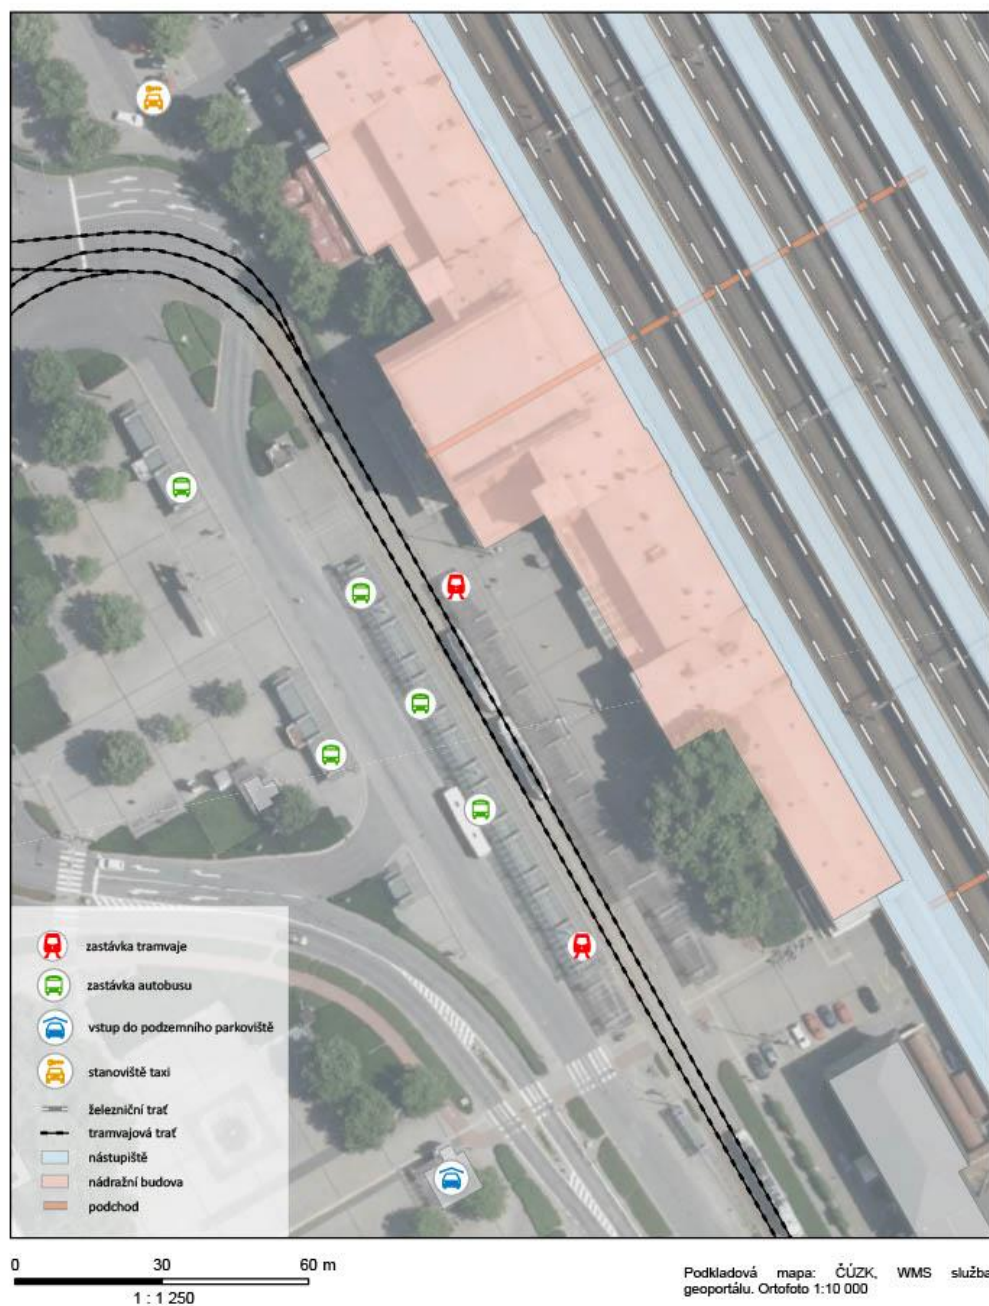 zastávka tramvaje
zastávka autobusu
vstup do podzemního parkoviště
stanoviště taxi
železniční trať
tramvajová trať
nástupiště
nádražní budova
podchod
0 30 60 m
1 : 1 250
Podkladová mapa: ČÚZK, WMS služba
geoportálu. Ortofoto 1:10 000